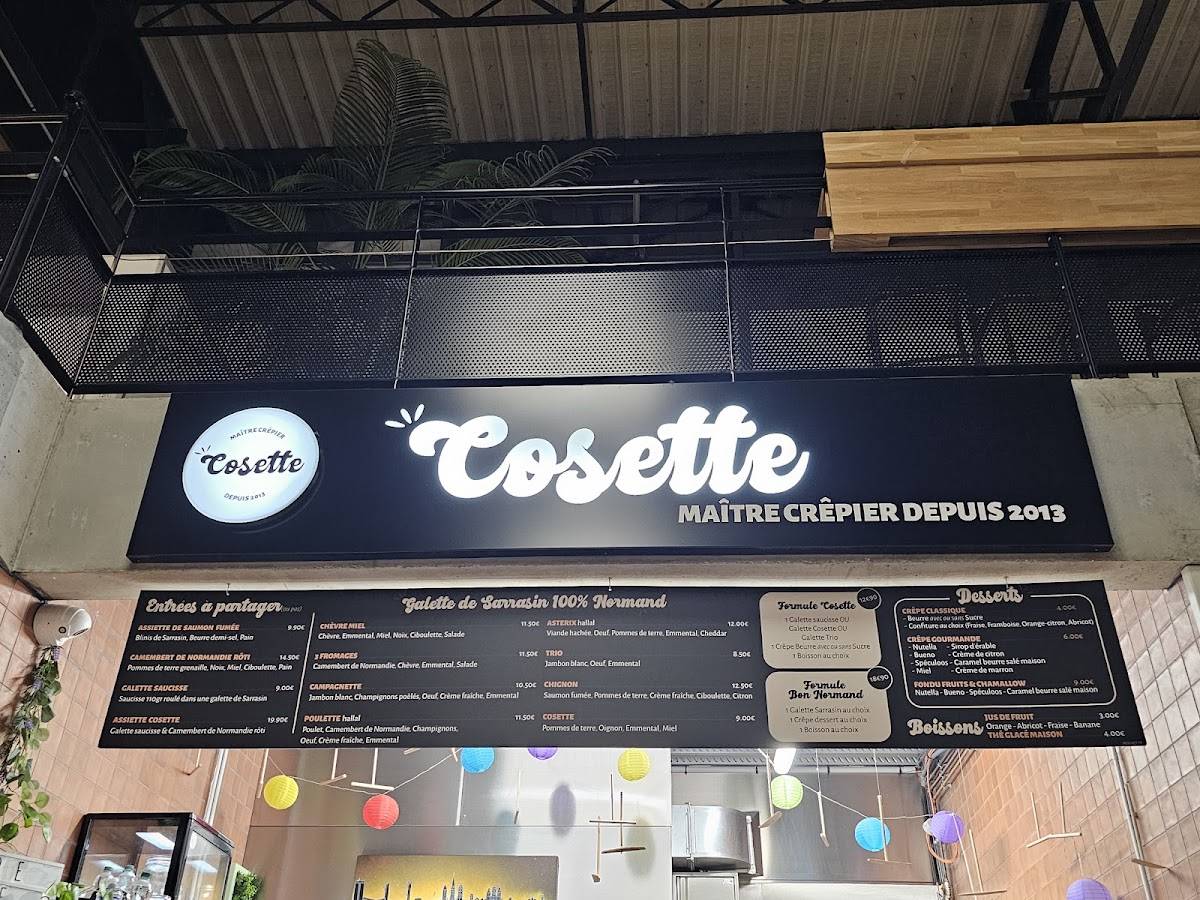 MAÎTRE CRÊPIER
Cosette
DEPUIS 2013
Cosette
MAÎTRE CRÊPIER DEPUIS 2013
Entrées à partager (ou pas)
ASSIETTE DE SAUMON FUMÉE 9.90€
Blinis de Sarrasin, Beurre demi-sel, Pain
CAMEMBERT DE NORMANDIE RÔTI 14.50€
Pommes de terre grenaille, Noix, Miel, Ciboulette, Pain
GALETTE SAUCISSE 9.00€
Saucisse 110gr roulé dans une galette de Sarrasin
ASSIETTE COSETTE 19.90€
Galette saucisse & Camembert de Normandie rôti
Galette de Sarrasin 100% Normand
CHÈVRE MIEL 11.50€
Chèvre, Emmental, Miel, Noix, Ciboulette, Salade
3 FROMAGES 11.50€
Camembert de Normandie, Chèvre, Emmental, Salade
CAMPAGNETTE 10.50€
Jambon blanc, Champignons poêlés, Oeuf, Crème fraîche, Emmental
POULETTE hallal 11.50€
Poulet, Camembert de Normandie, Champignons,
Oeuf, Crème fraîche, Emmental
ASTERIX hallal 12.00€
Viande hachée, Oeuf, Pommes de terre, Emmental, Cheddar
TRIO 8.50€
Jambon blanc, Oeuf, Emmental
CHIGNON 12.50€
Saumon fumée, Pommes de terre, Crème fraîche, Ciboulette, Citron
COSETTE 9.00€
Pommes de terre, Oignon, Emmental, Miel
Formule Cosette 12€90
1 Galette saucisse OU
Galette Cosette OU
Galette Trio
1 Crêpe Beurre avec ou sans Sucre
1 Boisson au choix
Formule 18€90
Bon Normand
1 Galette Sarrasin au choix
1 Crêpe dessert au choix
1 Boisson au choix
Desserts
CRÊPE CLASSIQUE 4.00€
- Beurre avec ou sans Sucre
- Confiture au choix (Fraise, Framboise, Orange-citron, Abricot)
CRÊPE GOURMANDE 6.00€
- Nutella - Sirop d'érable
- Bueno - Crème de citron
- Spéculoos - Caramel beurre salé maison
- Miel - Crème de marron
FONDU FRUITS & CHAMALLOW 9.00€
Nutella - Bueno - Spéculoos - Caramel beurre salé maison
Boissons
JUS DE FRUIT 3.00€
Orange - Abricot - Fraise - Banane
THÉ GLACÉ MAISON 4.00€